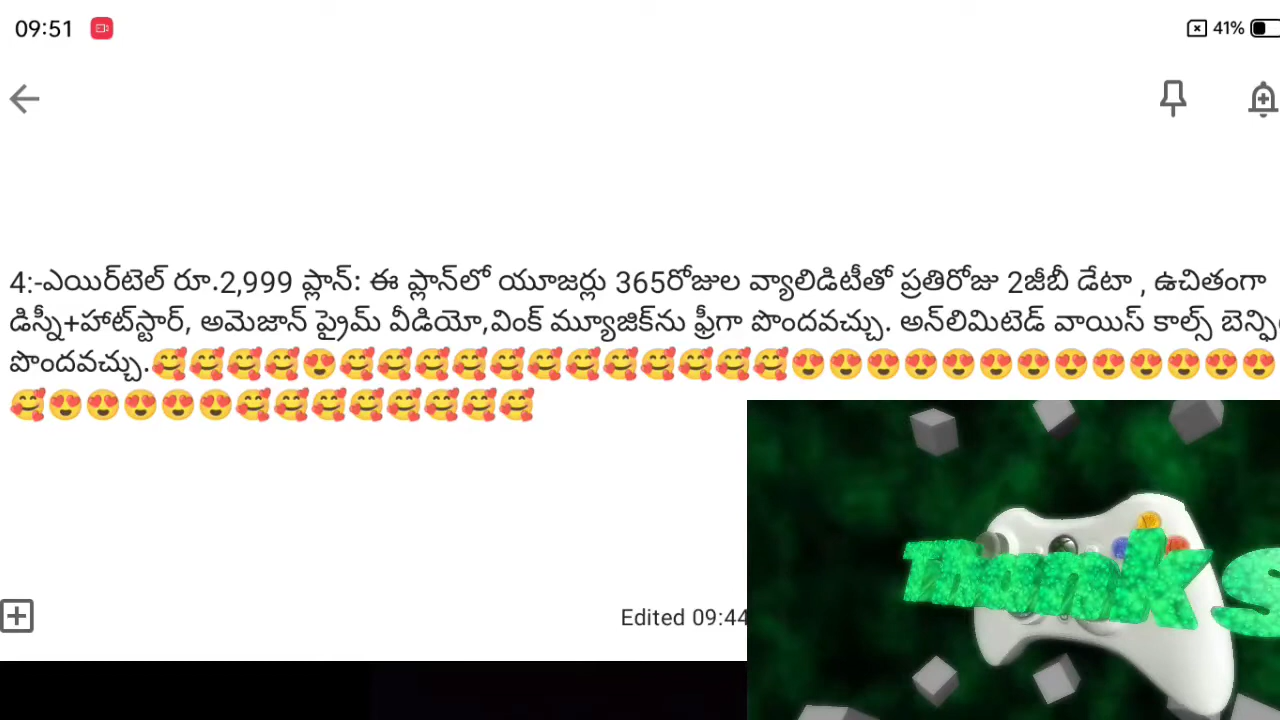 09:51
41%
4:-ఎయిర్‌టెల్ రూ.2,999 ప్లాన్: ఈ ప్లాన్‌లో యూజర్లు 365రోజుల వ్యాలిడిటీతో ప్రతిరోజు 2జీబీ డేటా , ఉచితంగా
డిస్నీ+హాట్‌స్టార్, అమెజాన్ ప్రైమ్ వీడియో,వింక్ మ్యూజిక్‌ను ఫ్రీగా పొందవచ్చు. అన్‌లిమిటెడ్ వాయిస్ కాల్స్
పొందవచ్చు.🥰🥰🥰🥰😍🥰🥰🥰🥰🥰🥰🥰🥰🥰🥰🥰🥰😍😍😍😍😍😍😍😍😍😍😍😍😍
🥰😍😍😍😍😍🥰🥰🥰🥰🥰🥰🥰🥰
Edited 09:44
Thank